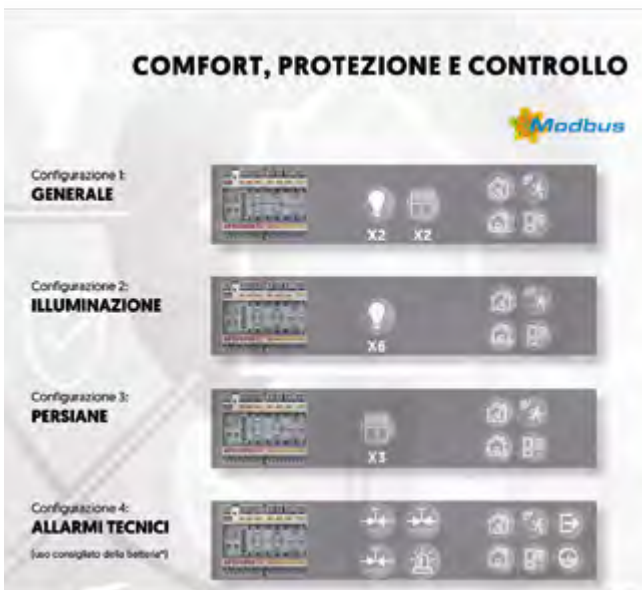 COMFORT, PROTEZIONE E CONTROLLO
Modbus
Configurazione 1:
GENERALE
X2 X2
Configurazione 2:
ILLUMINAZIONE
X6
Configurazione 3:
PERSIANE
X3
Configurazione 4:
ALLARMI TECNICI
(uso consigliato della batteria*)